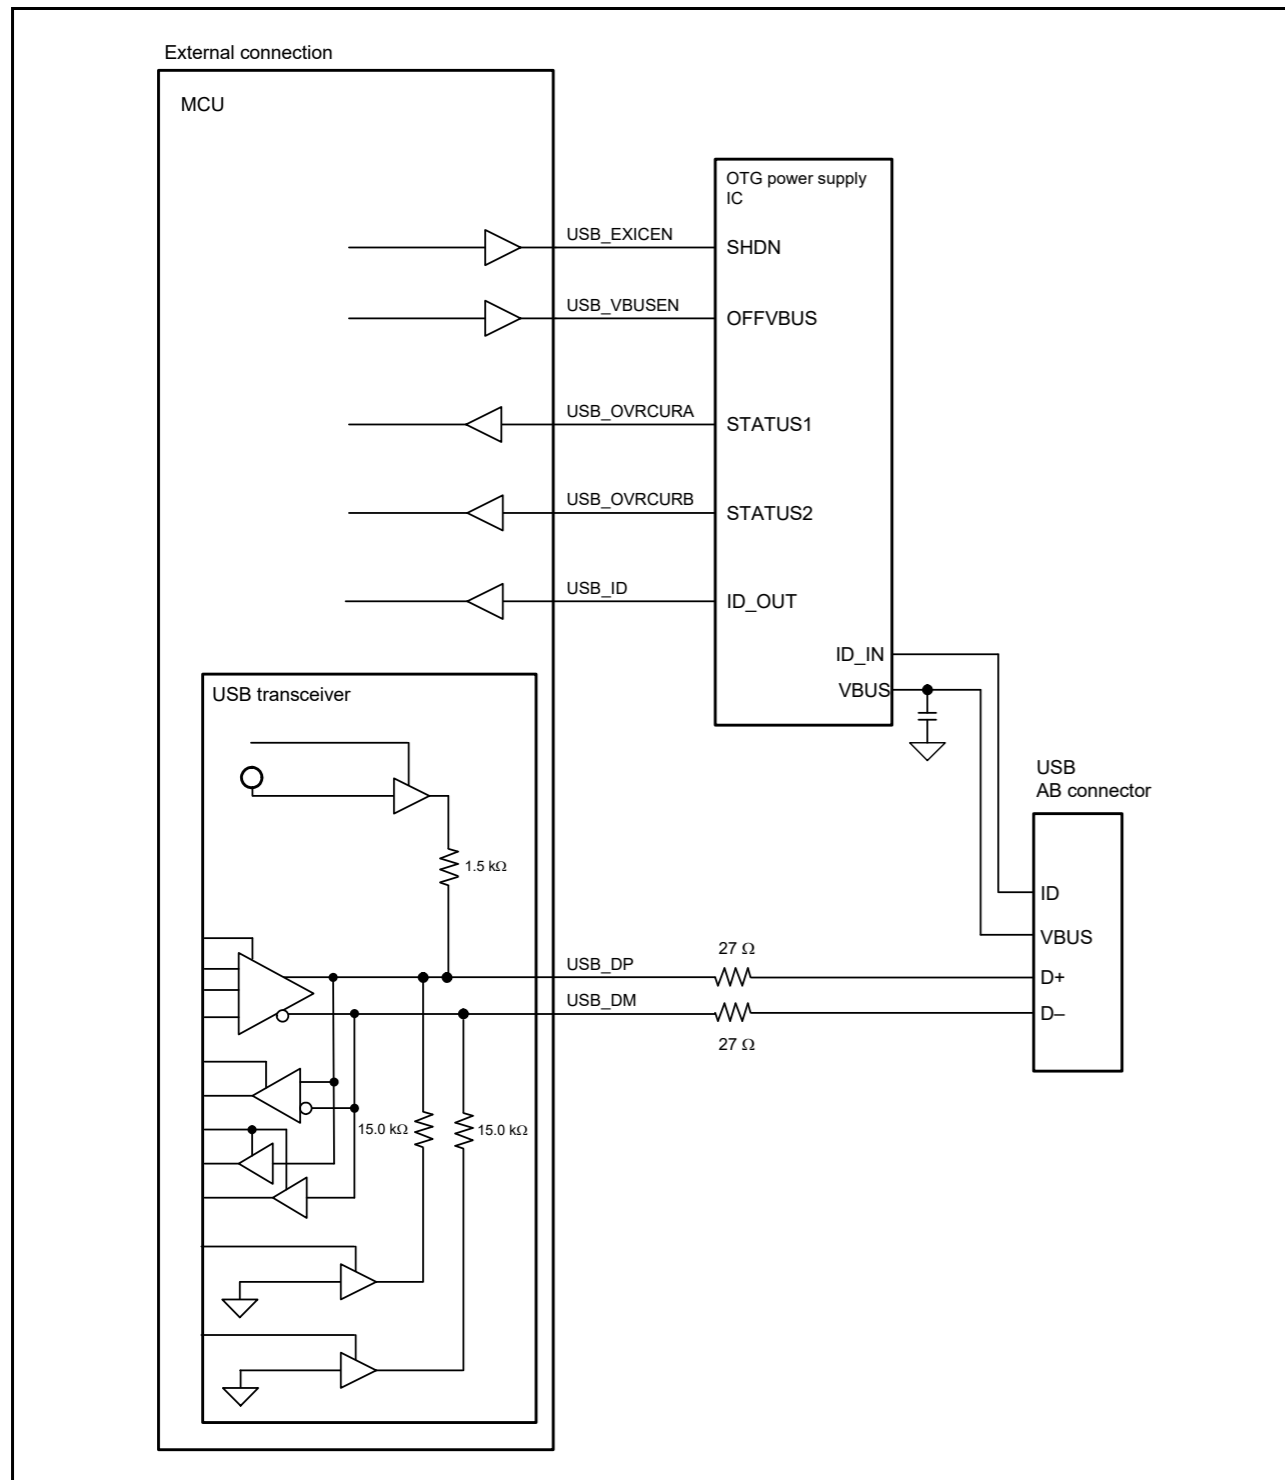 External connection
MCU
OTG power supply
IC
USB_EXICEN
SHDN
USB_VBUSEN
OFFVBUS
USB_OVRCURA
STATUS1
USB_OVRCURB
STATUS2
USB_ID
ID_OUT
ID_IN
VBUS
USB transceiver
USB
AB connector
1.5 kΩ
ID
VBUS
27 Ω
USB_DP
D+
USB_DM
D–
27 Ω
15.0 kΩ
15.0 kΩ